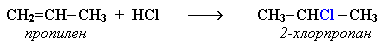 CH₂=CH–CH₃ + HCl ⟶ CH₃–CHCl–CH₃
пропилен 2-хлорпропан